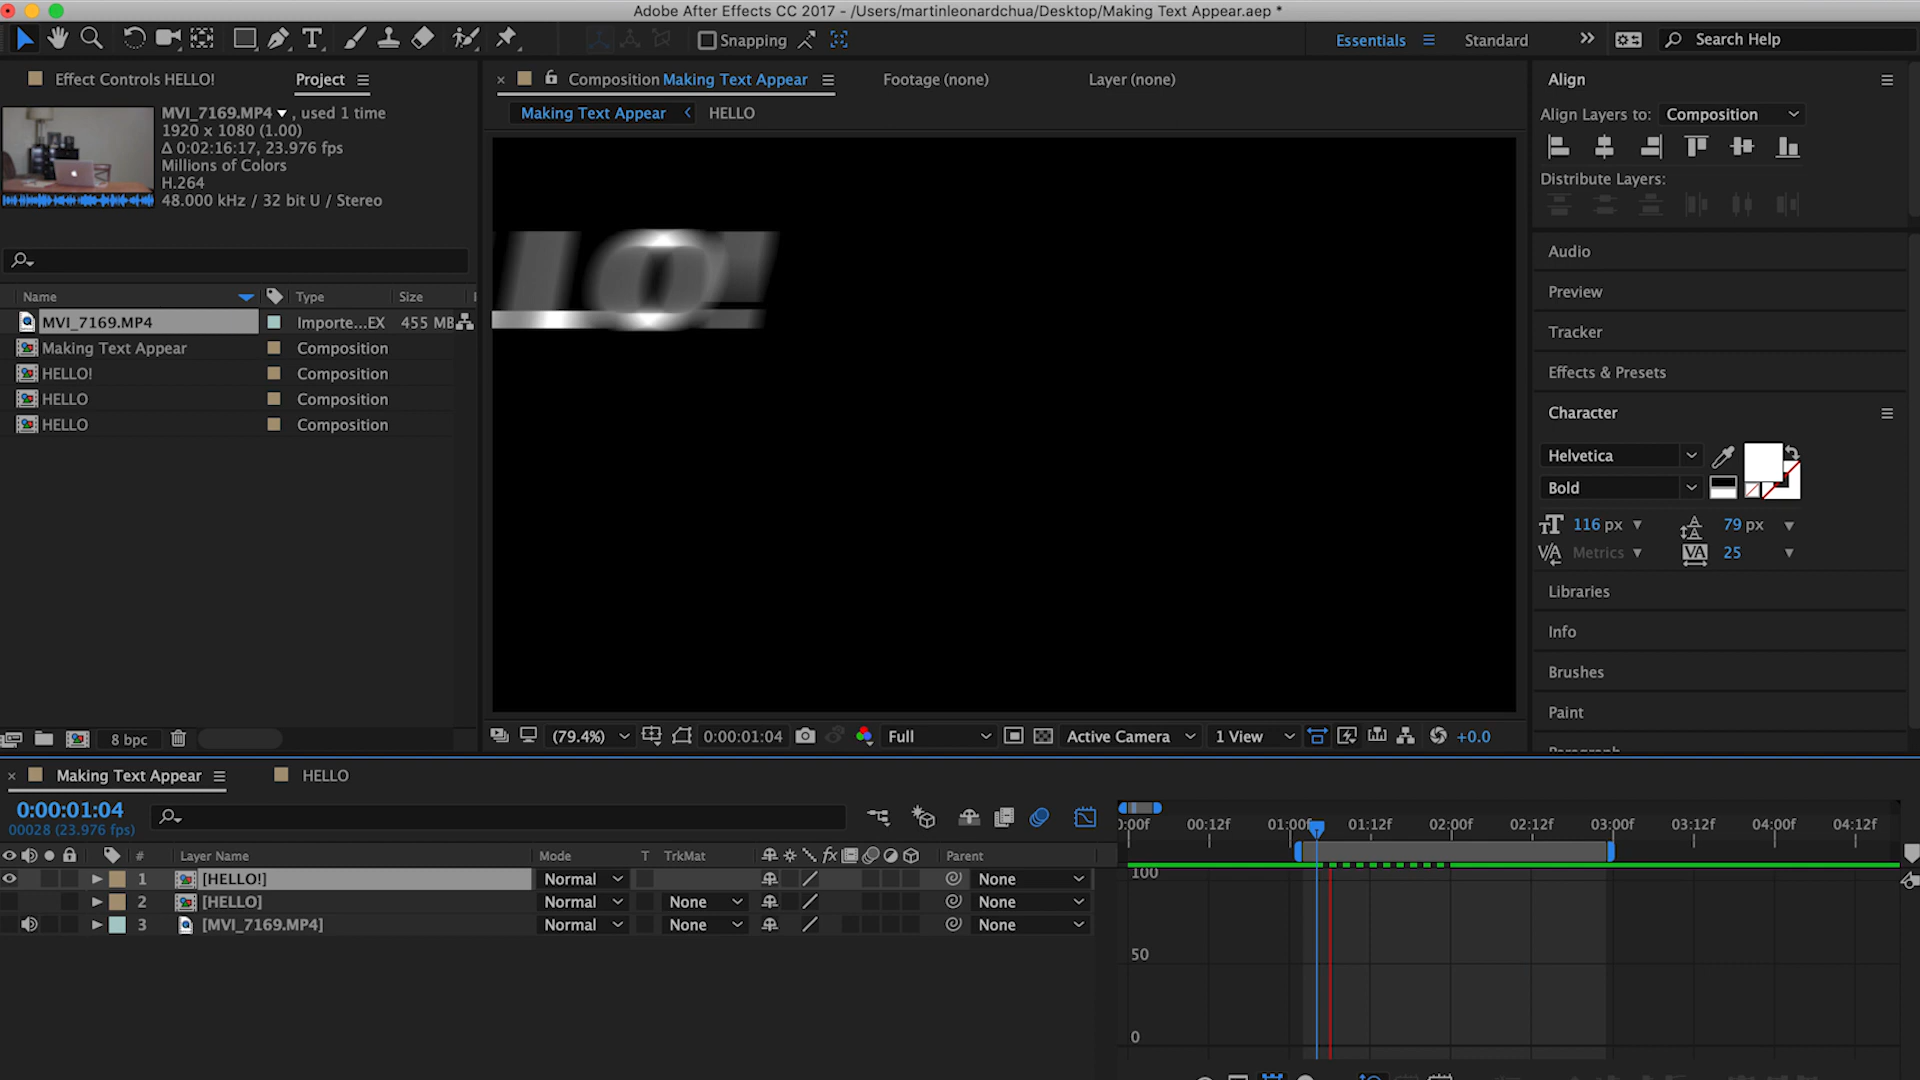 Adobe After Effects CC 2017 - /Users/martinleonardchua/Desktop/Making Text Appear.aep *
Snapping
Essentials
Standard
Search Help
Effect Controls HELLO!
Project
MVI_7169.MP4 , used 1 time
1920 x 1080 (1.00)
Δ 0:02:16:17, 23.976 fps
Millions of Colors
H.264
48.000 kHz / 32 bit U / Stereo
Name Type Size
MVI_7169.MP4 Importe...EX 455 MB
Making Text Appear Composition
HELLO! Composition
HELLO Composition
HELLO Composition
8 bpc
Composition Making Text Appear
Footage (none)
Layer (none)
Making Text Appear
HELLO
(79.4%)
0:00:01:04
Full
Active Camera
1 View
+0.0
Align
Align Layers to: Composition
Distribute Layers:
Audio
Preview
Tracker
Effects & Presets
Character
Helvetica
Bold
116 px 79 px
Metrics 25
Libraries
Info
Brushes
Paint
Making Text Appear HELLO
0:00:01:04
00028 (23.976 fps)
# Layer Name Mode T TrkMat fx Parent
1 [HELLO!] Normal None
2 [HELLO] Normal None None
3 [MVI_7169.MP4] Normal None None
):00f 00:12f 01:00f 01:12f 02:00f 02:12f 03:00f 03:12f 04:00f 04:12f
100
50
0